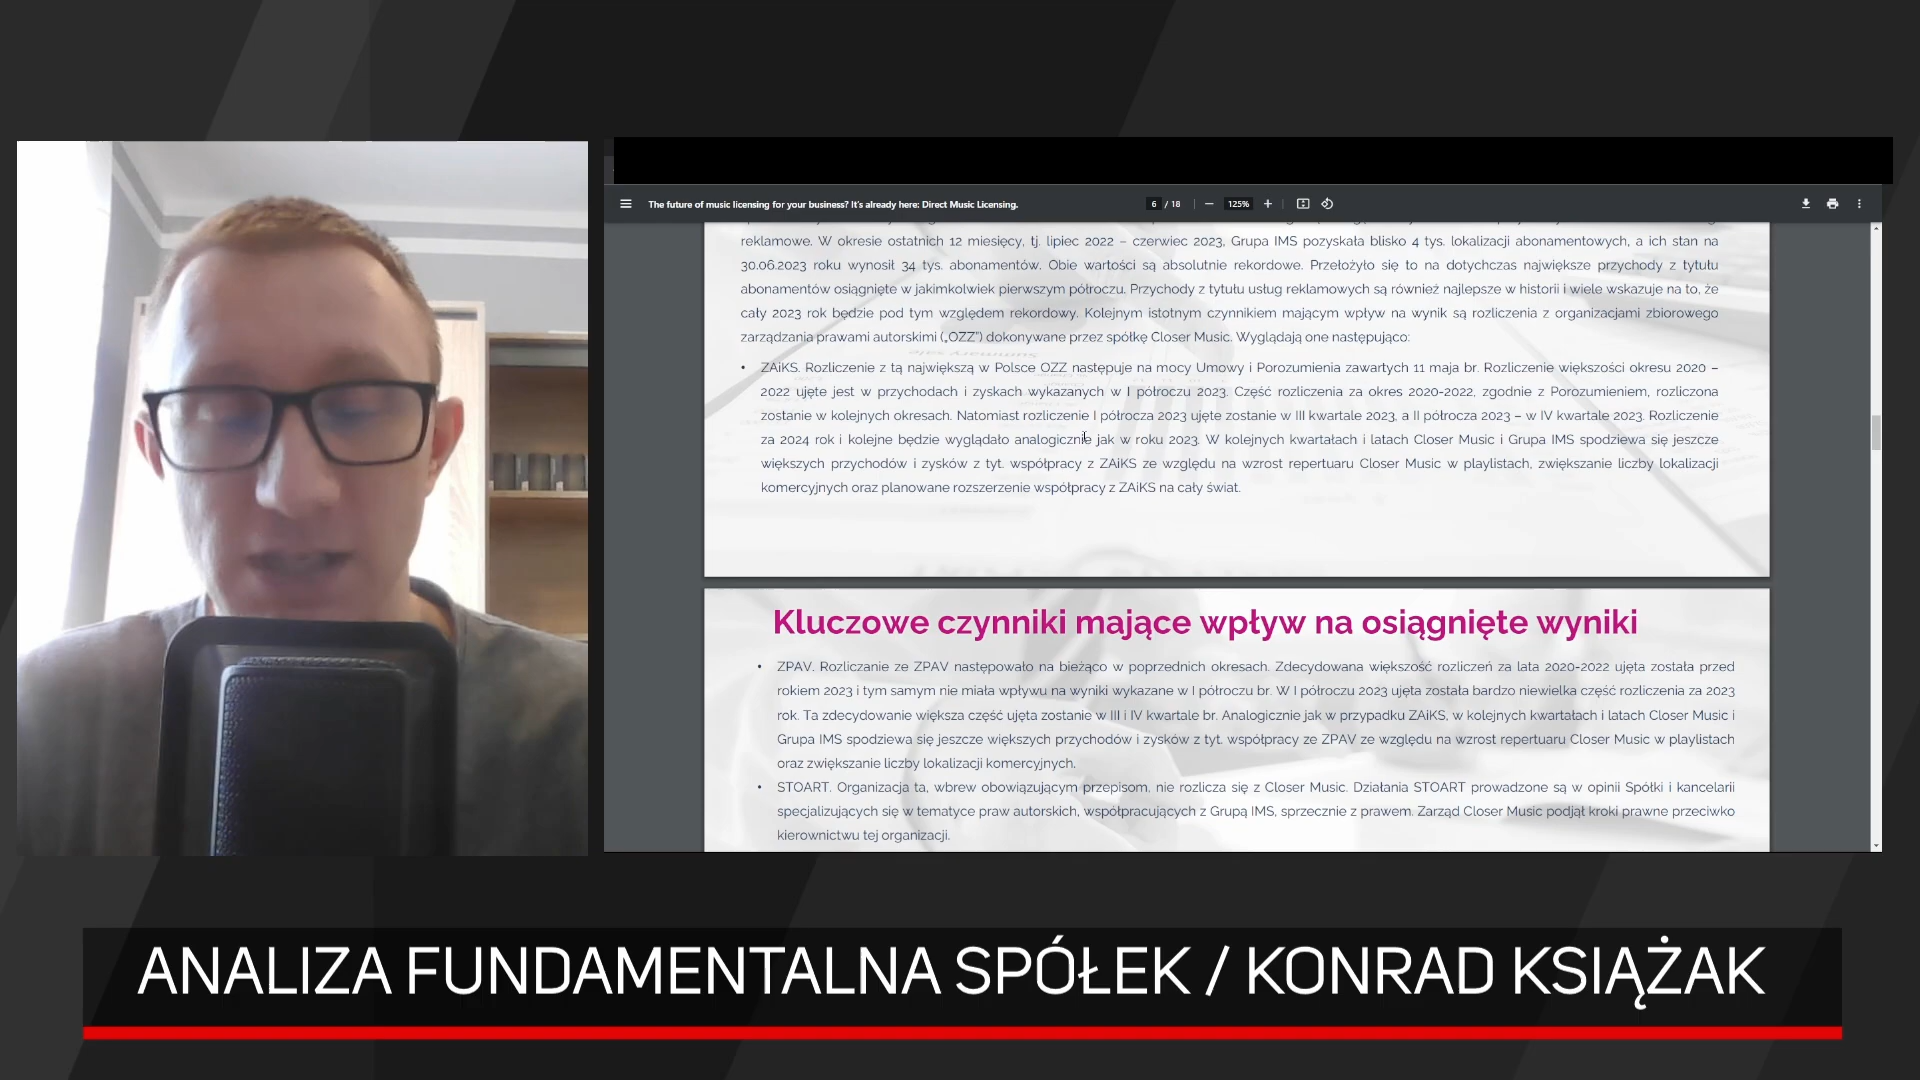 The future of music licensing for your business? It's already here: Direct Music Licensing.
6 / 18
125%
reklamowe. W okresie ostatnich 12 miesięcy, tj. lipiec 2022 – czerwiec 2023, Grupa IMS pozyskała blisko 4 tys. lokalizacji abonamentowych, a ich stan na
30.06.2023 roku wynosił 34 tys. abonamentów. Obie wartości są absolutnie rekordowe. Przełożyło się to na dotychczas największe przychody z tytułu
abonamentów osiągnięte w jakimkolwiek pierwszym półroczu. Przychody z tytułu usług reklamowych są również najlepsze w historii i wiele wskazuje na to, że
cały 2023 rok będzie pod tym względem rekordowy. Kolejnym istotnym czynnikiem mającym wpływ na wynik są rozliczenia z organizacjami zbiorowego
zarządzania prawami autorskimi („OZZ”) dokonywane przez spółkę Closer Music. Wyglądają one następująco:
• ZAiKS. Rozliczenie z tą największą w Polsce OZZ następuje na mocy Umowy i Porozumienia zawartych 11 maja br. Rozliczenie większości okresu 2020 –
2022 ujęte jest w przychodach i zyskach wykazanych w I półroczu 2023. Część rozliczenia za okres 2020-2022, zgodnie z Porozumieniem, rozliczona
zostanie w kolejnych okresach. Natomiast rozliczenie I półrocza 2023 ujęte zostanie w III kwartale 2023, a II półrocza 2023 – w IV kwartale 2023. Rozliczenie
za 2024 rok i kolejne będzie wyglądało analogicznie jak w roku 2023. W kolejnych kwartałach i latach Closer Music i Grupa IMS spodziewa się jeszcze
większych przychodów i zysków z tyt. współpracy z ZAiKS ze względu na wzrost repertuaru Closer Music w playlistach, zwiększanie liczby lokalizacji
komercyjnych oraz planowane rozszerzenie współpracy z ZAiKS na cały świat.
Kluczowe czynniki mające wpływ na osiągnięte wyniki
• ZPAV. Rozliczanie ze ZPAV następowało na bieżąco w poprzednich okresach. Zdecydowana większość rozliczeń za lata 2020-2022 ujęta została przed
rokiem 2023 i tym samym nie miała wpływu na wyniki wykazane w I półroczu br. W I półroczu 2023 ujęta została bardzo niewielka część rozliczenia za 2023
rok. Ta zdecydowanie większa część ujęta zostanie w III i IV kwartale br. Analogicznie jak w przypadku ZAiKS, w kolejnych kwartałach i latach Closer Music i
Grupa IMS spodziewa się jeszcze większych przychodów i zysków z tyt. współpracy ze ZPAV ze względu na wzrost repertuaru Closer Music w playlistach
oraz zwiększanie liczby lokalizacji komercyjnych.
• STOART. Organizacja ta, wbrew obowiązującym przepisom, nie rozlicza się z Closer Music. Działania STOART prowadzone są w opinii Spółki i kancelarii
specjalizujących się w tematyce praw autorskich, współpracujących z Grupą IMS, sprzecznie z prawem. Zarząd Closer Music podjął kroki prawne przeciwko
kierownictwu tej organizacji.
ANALIZA FUNDAMENTALNA SPÓŁEK / KONRAD KSIĄŻAK